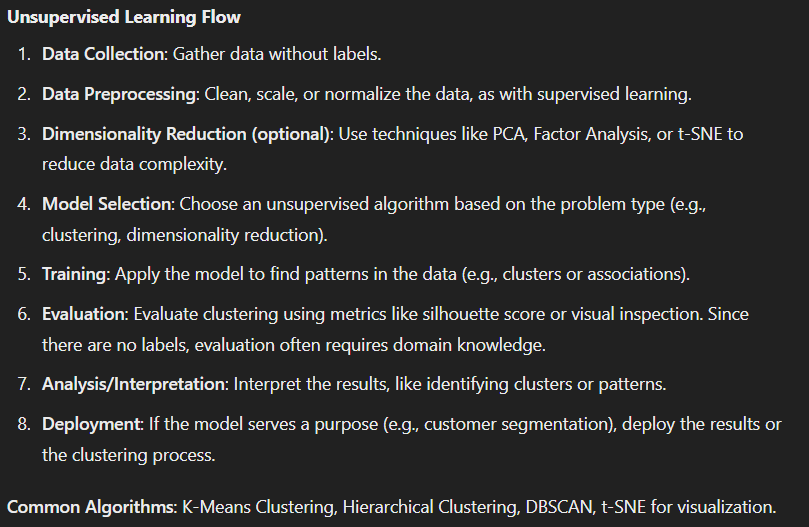 Unsupervised Learning Flow
1. Data Collection: Gather data without labels.
2. Data Preprocessing: Clean, scale, or normalize the data, as with supervised learning.
3. Dimensionality Reduction (optional): Use techniques like PCA, Factor Analysis, or t-SNE to
reduce data complexity.
4. Model Selection: Choose an unsupervised algorithm based on the problem type (e.g.,
clustering, dimensionality reduction).
5. Training: Apply the model to find patterns in the data (e.g., clusters or associations).
6. Evaluation: Evaluate clustering using metrics like silhouette score or visual inspection. Since
there are no labels, evaluation often requires domain knowledge.
7. Analysis/Interpretation: Interpret the results, like identifying clusters or patterns.
8. Deployment: If the model serves a purpose (e.g., customer segmentation), deploy the results or
the clustering process.
Common Algorithms: K-Means Clustering, Hierarchical Clustering, DBSCAN, t-SNE for visualization.